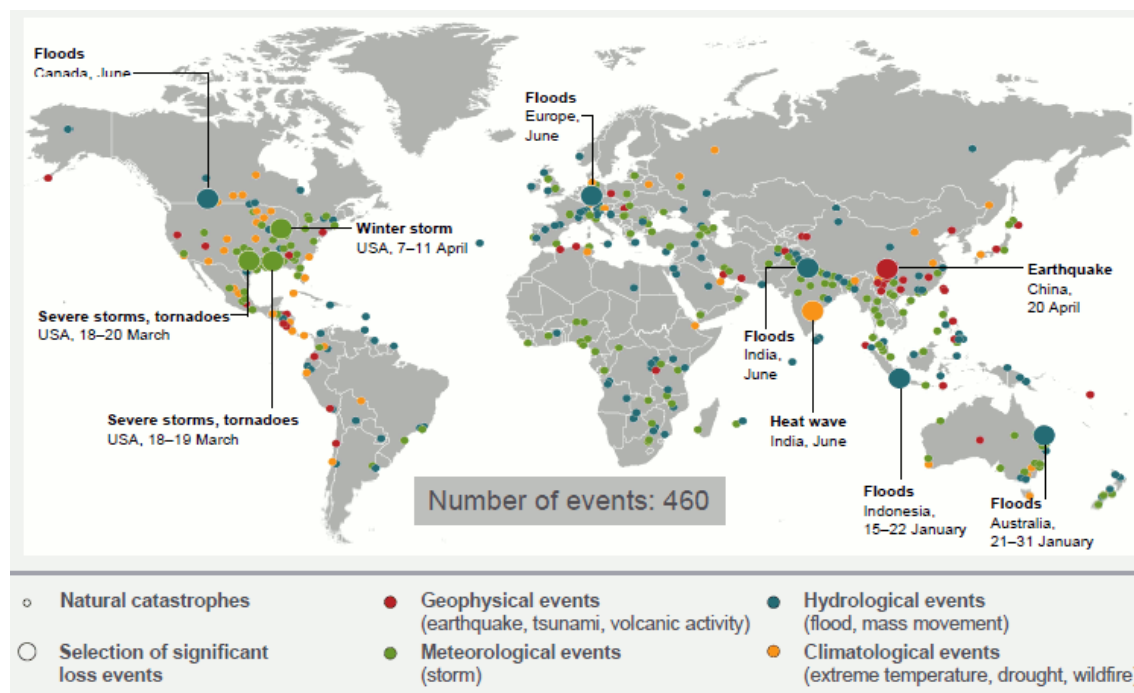 Floods
Canada, June
Floods
Europe,
June
Winter storm
USA, 7–11 April
Earthquake
China,
20 April
Severe storms, tornadoes
USA, 18–20 March
Floods
India,
June
Severe storms, tornadoes
USA, 18–19 March
Heat wave
India, June
Number of events: 460
Floods
Indonesia,
15–22 January
Floods
Australia,
21–31 January
Natural catastrophes
Geophysical events
(earthquake, tsunami, volcanic activity)
Hydrological events
(flood, mass movement)
Selection of significant
loss events
Meteorological events
(storm)
Climatological events
(extreme temperature, drought, wildfire